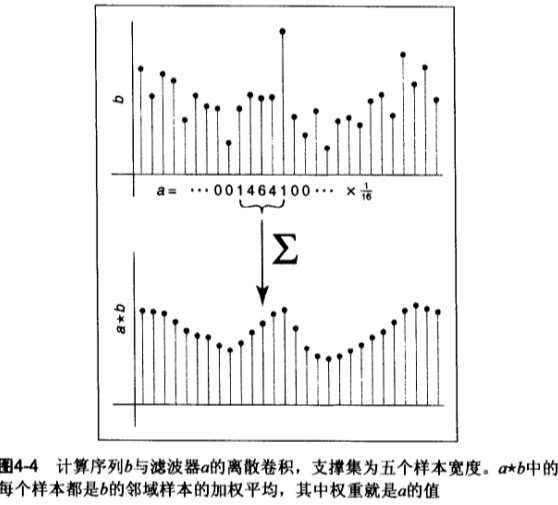 b
a = ··· 0 0 1 4 6 4 1 0 0 ··· × 1/16
Σ
a★b
图4-4 计算序列b与滤波器a的离散卷积，支撑集为五个样本宽度。a★b中的
每个样本都是b的邻域样本的加权平均，其中权重就是a的值